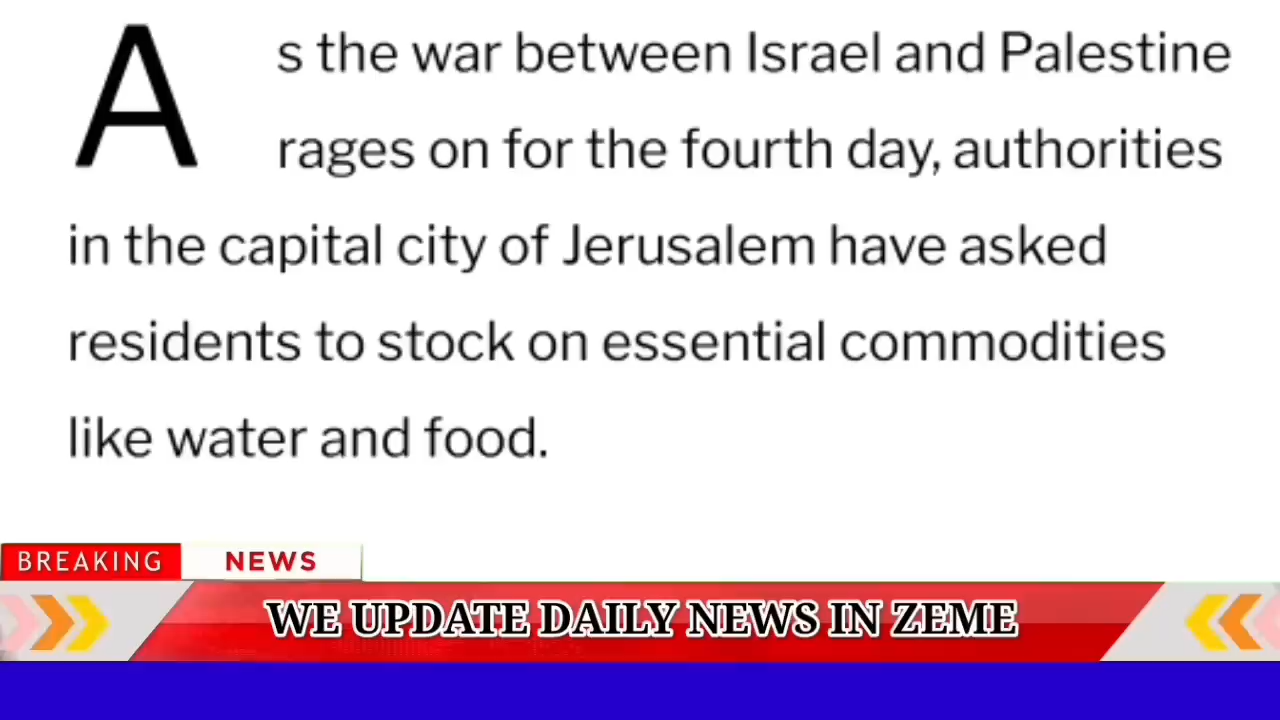 As the war between Israel and Palestine
rages on for the fourth day, authorities
in the capital city of Jerusalem have asked
residents to stock on essential commodities
like water and food.
BREAKING NEWS
WE UPDATE DAILY NEWS IN ZEME